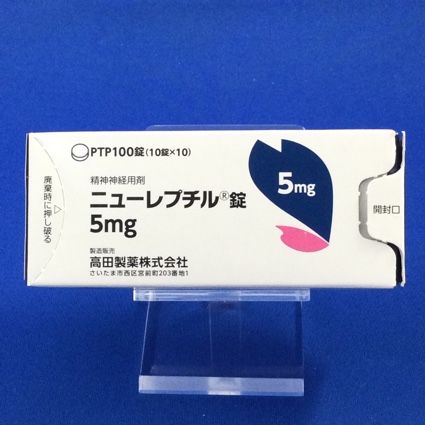 PTP100錠(10錠×10)
精神神経用剤
ニューレプチル®錠
5mg
製造販売
高田製薬株式会社
さいたま市西区宮前町203番地1
5mg
開封口
廃棄時に押し破る